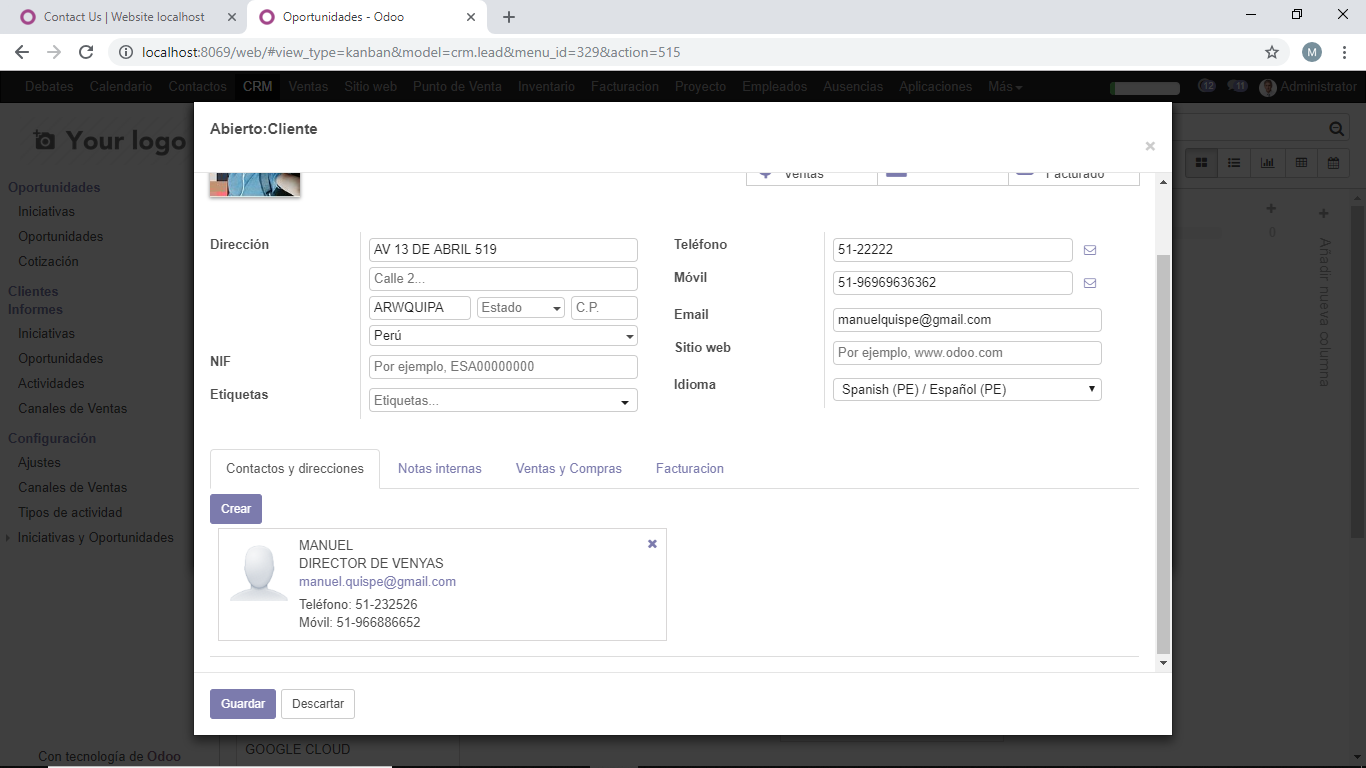 Contact Us | Website localhost
Oportunidades - Odoo
localhost:8069/web/#view_type=kanban&model=crm.lead&menu_id=329&action=515
M
Debates Calendario Contactos CRM Ventas Sitio web Punto de Venta Inventario Facturacion Proyecto Empleados Ausencias Aplicaciones Más 12 11 Administrator
Your logo
Oportunidades
Iniciativas
Oportunidades
Cotización
Clientes
Informes
Iniciativas
Oportunidades
Actividades
Canales de Ventas
Configuración
Ajustes
Canales de Ventas
Tipos de actividad
Iniciativas y Oportunidades
Con tecnología de Odoo
Abierto:Cliente
×
Ventas
Facturado
Dirección
AV 13 DE ABRIL 519
Calle 2...
ARWQUIPA Estado C.P.
Perú
NIF Por ejemplo, ESA00000000
Etiquetas Etiquetas...
Teléfono 51-22222
Móvil 51-96969636362
Email manuelquispe@gmail.com
Sitio web Por ejemplo, www.odoo.com
Idioma Spanish (PE) / Español (PE)
Contactos y direcciones Notas internas Ventas y Compras Facturacion
Crear
MANUEL
DIRECTOR DE VENYAS
manuel.quispe@gmail.com
Teléfono: 51-232526
Móvil: 51-966886652
Guardar Descartar
GOOGLE CLOUD
0
Añadir nueva columna